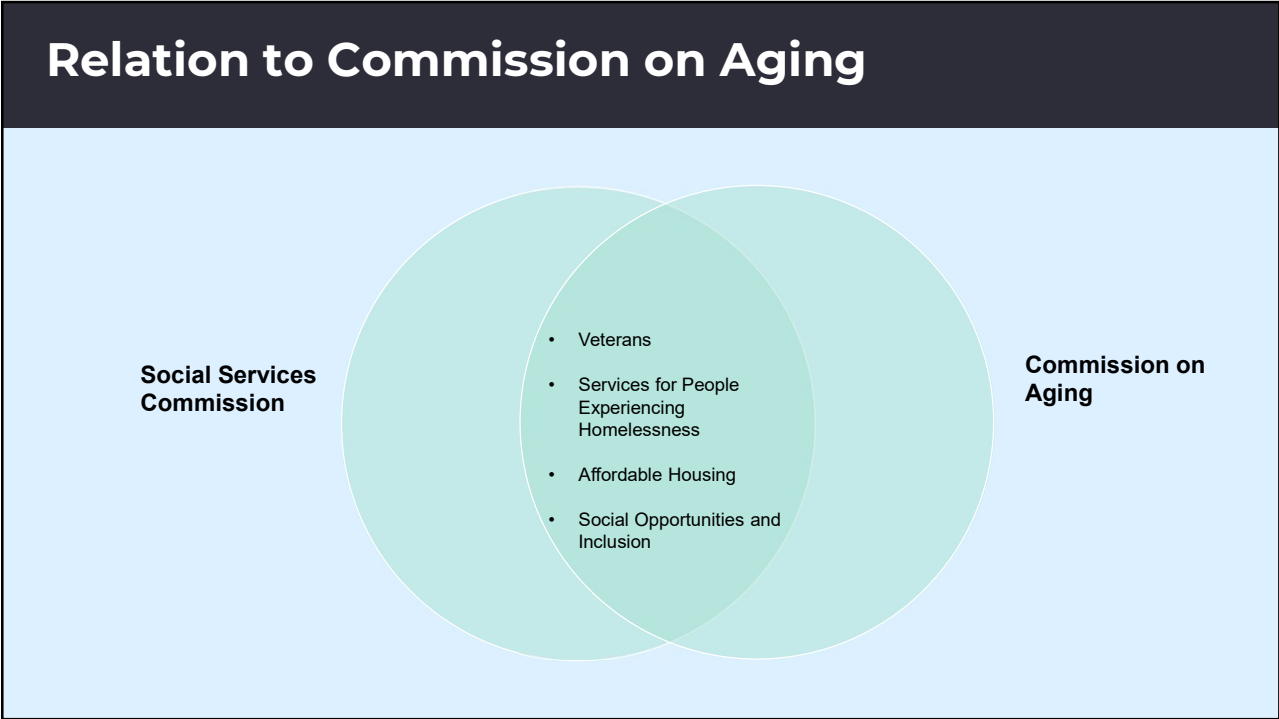 Relation to Commission on Aging
Social Services
Commission
• Veterans
• Services for People
Experiencing
Homelessness
• Affordable Housing
• Social Opportunities and
Inclusion
Commission on
Aging